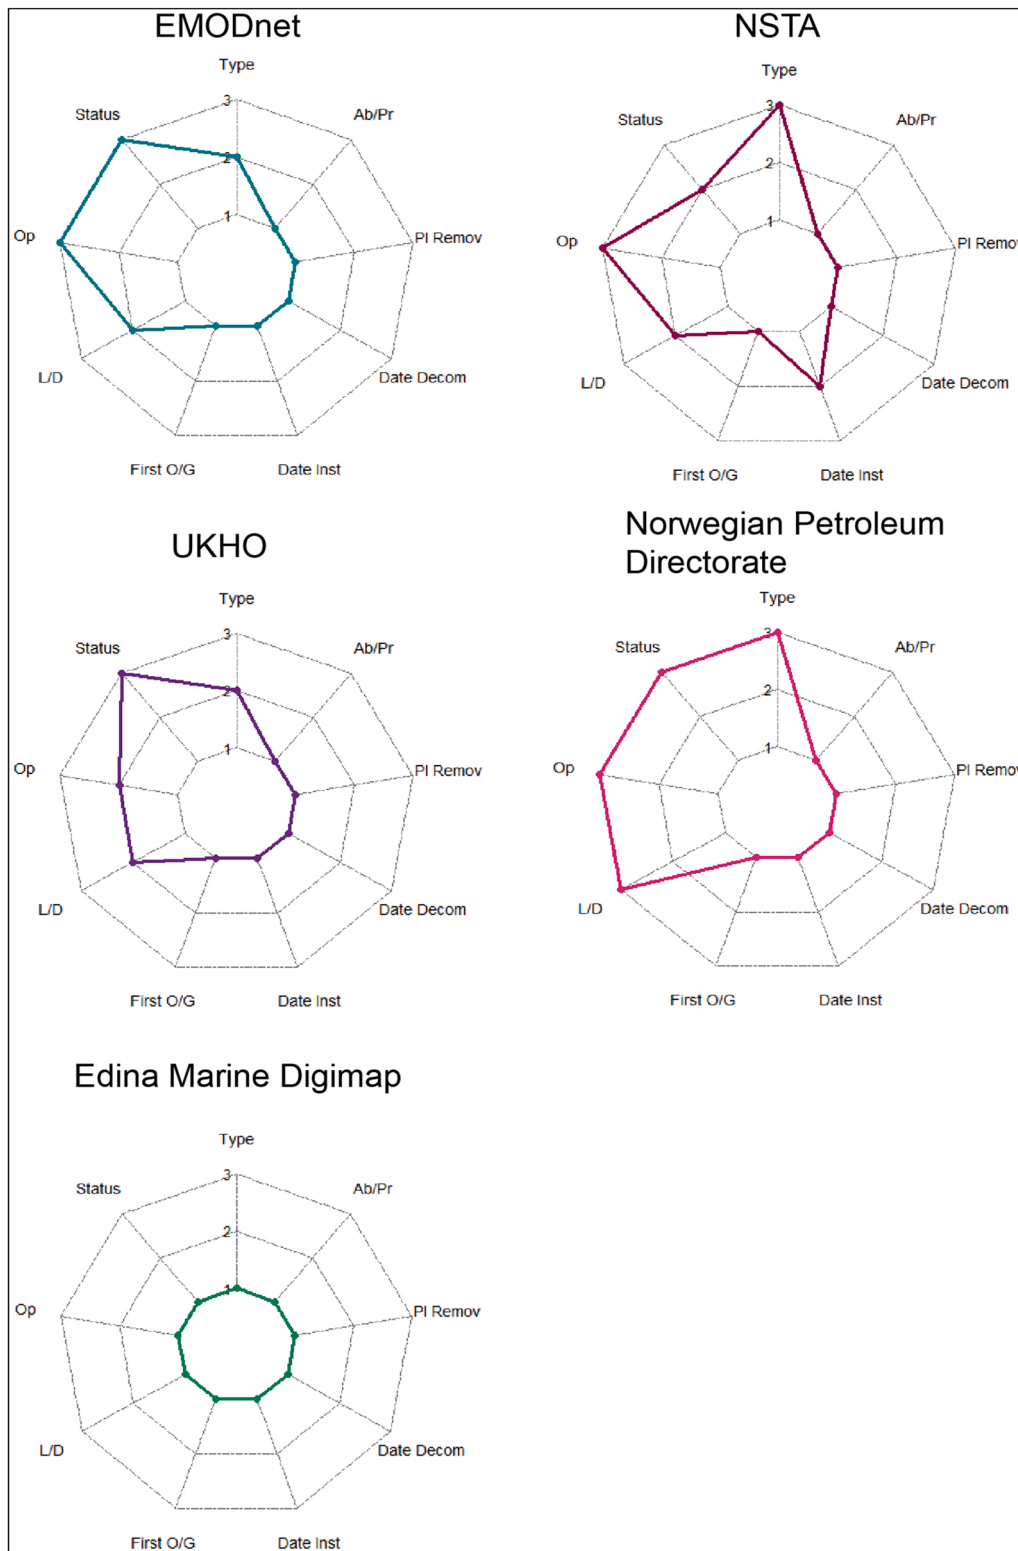 EMODnet
Type
3
Status
Ab/Pr
2
1
Op
Pl Remov
L/D
Date Decom
First O/G
Date Inst
NSTA
Type
3
Status
Ab/Pr
2
1
Op
Pl Remov
L/D
Date Decom
First O/G
Date Inst
UKHO
Type
3
Status
Ab/Pr
2
1
Op
Pl Remov
L/D
Date Decom
First O/G
Date Inst
Norwegian Petroleum
Directorate
Type
3
Status
Ab/Pr
2
1
Op
Pl Remov
L/D
Date Decom
First O/G
Date Inst
Edina Marine Digimap
Type
3
Status
Ab/Pr
2
1
Op
Pl Remov
L/D
Date Decom
First O/G
Date Inst